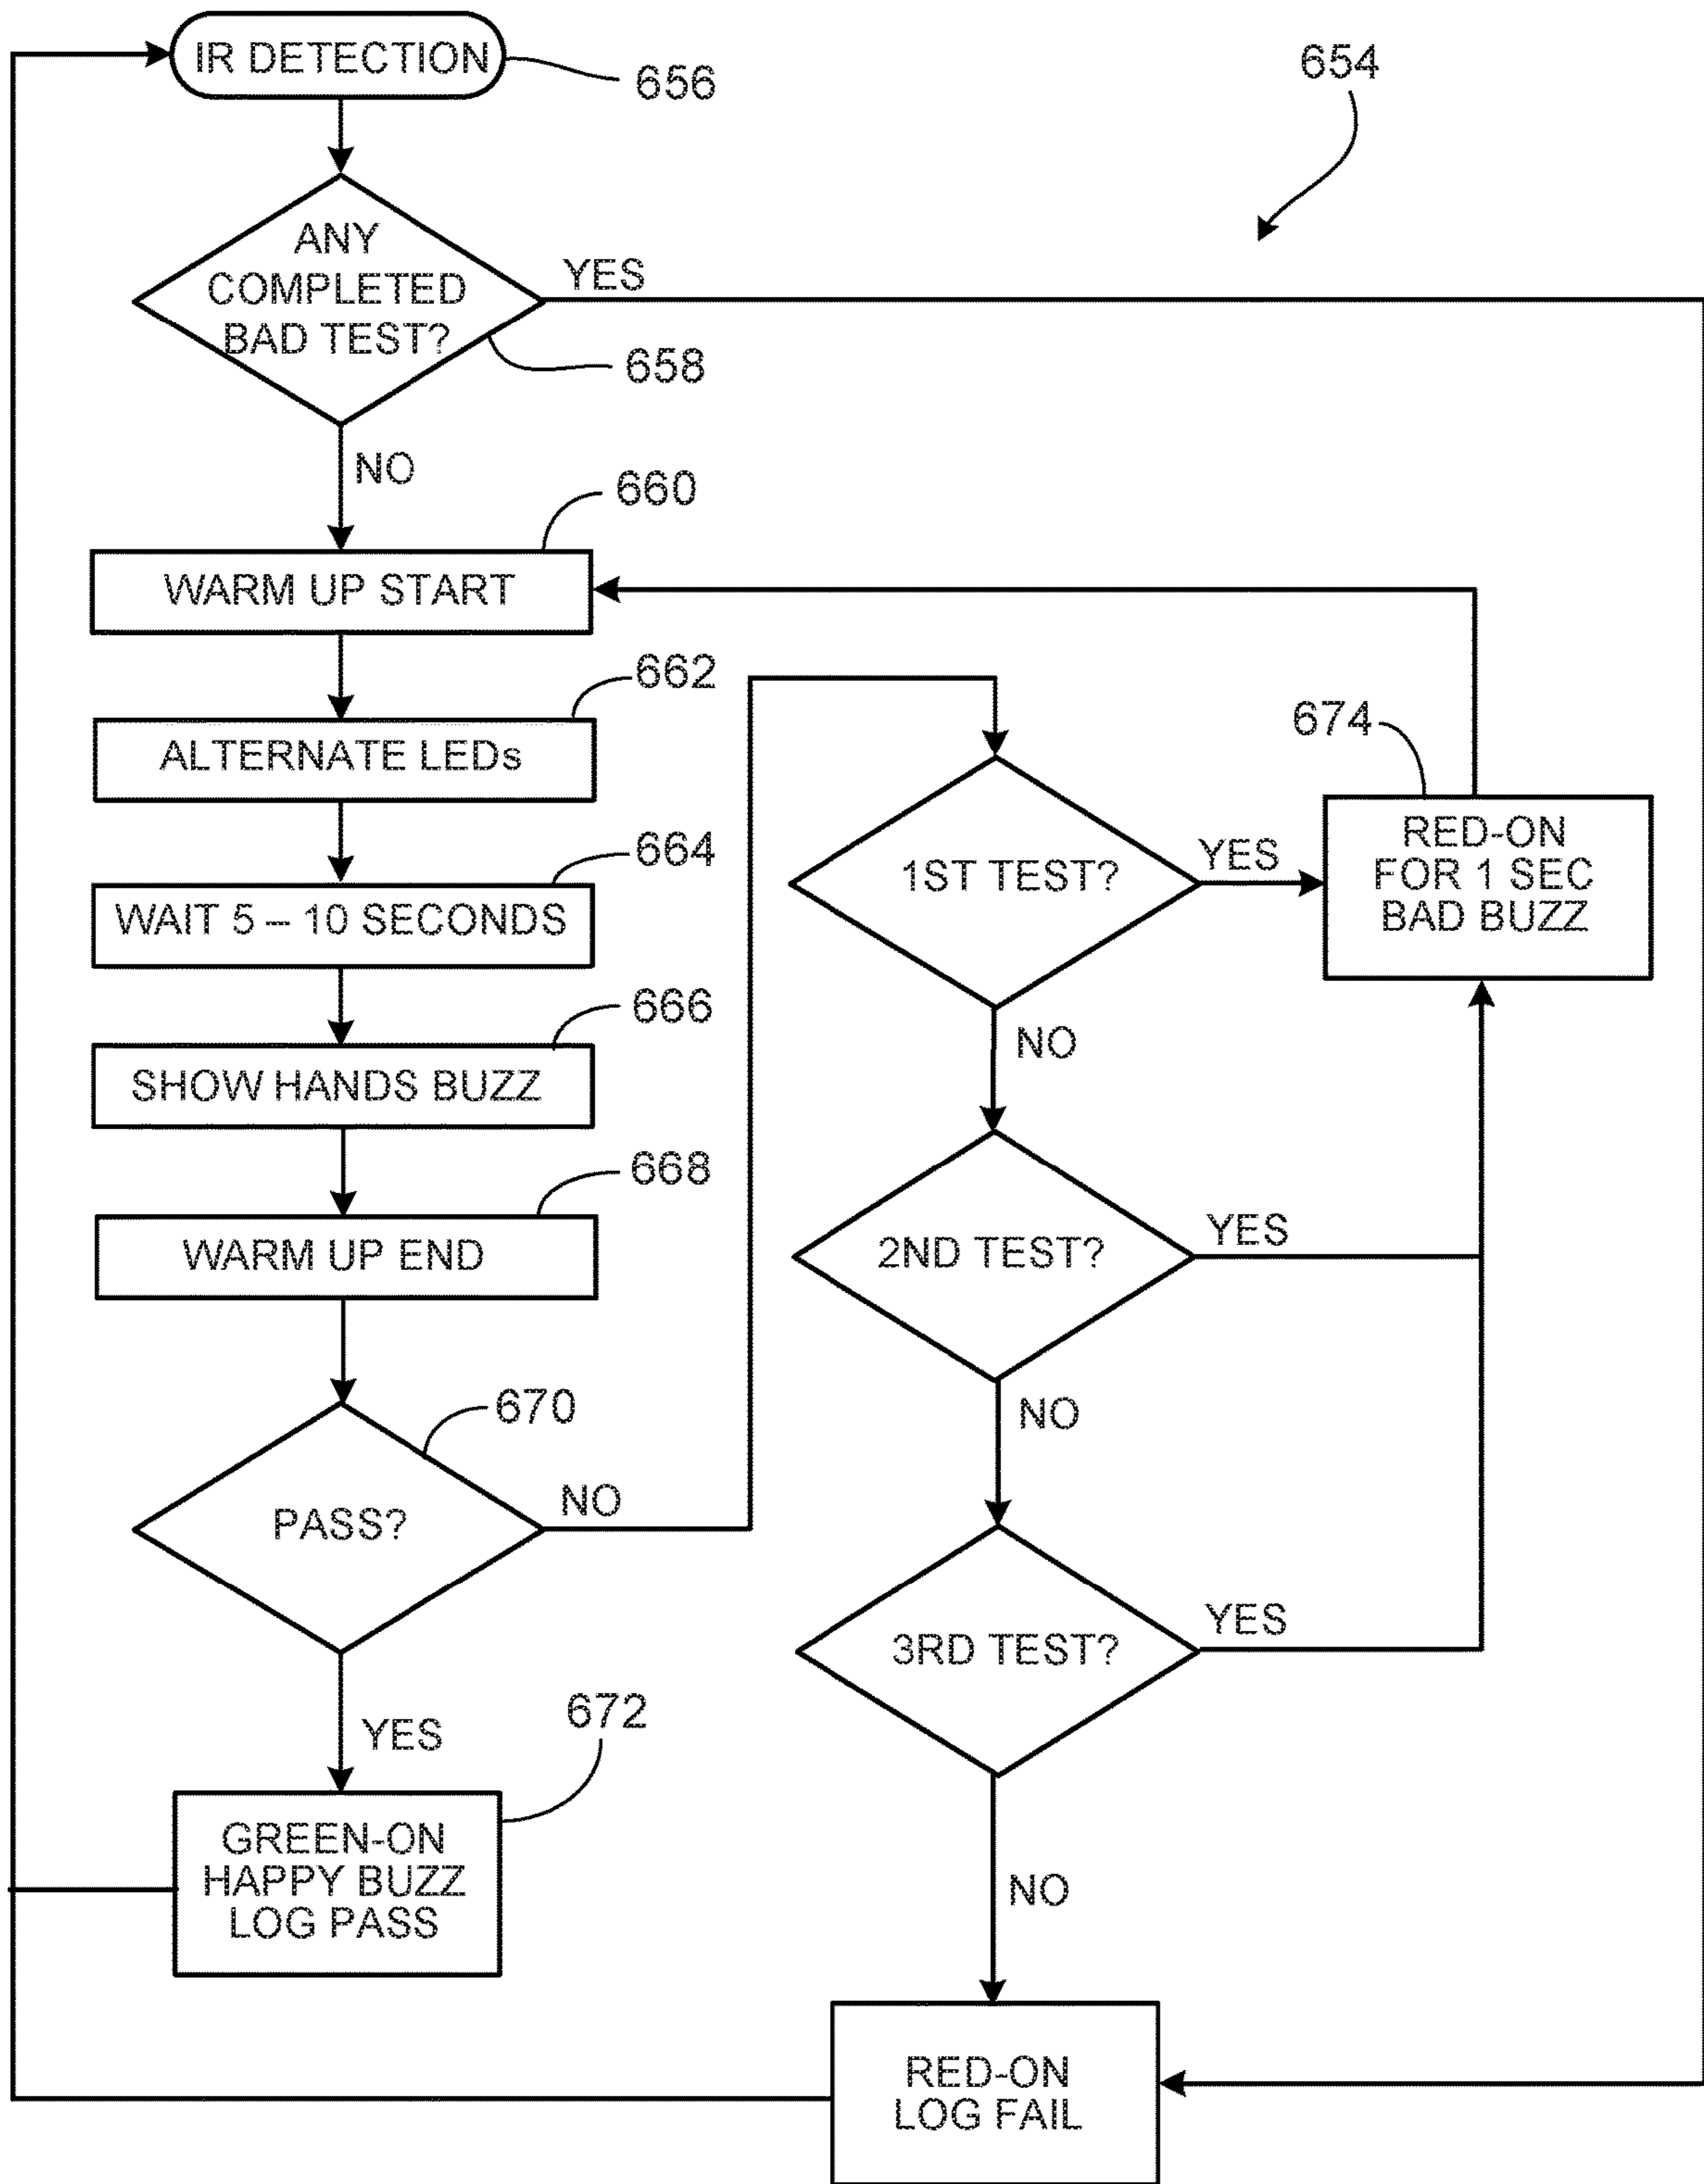 IR DETECTION
656
654
ANY
COMPLETED
BAD TEST?
YES
658
NO
660
WARM UP START
662
ALTERNATE LEDs
664
WAIT 5 – 10 SECONDS
666
SHOW HANDS BUZZ
668
WARM UP END
670
PASS?
NO
YES
672
GREEN-ON
HAPPY BUZZ
LOG PASS
1ST TEST?
YES
674
RED-ON
FOR 1 SEC
BAD BUZZ
NO
2ND TEST?
YES
NO
3RD TEST?
YES
NO
RED-ON
LOG FAIL